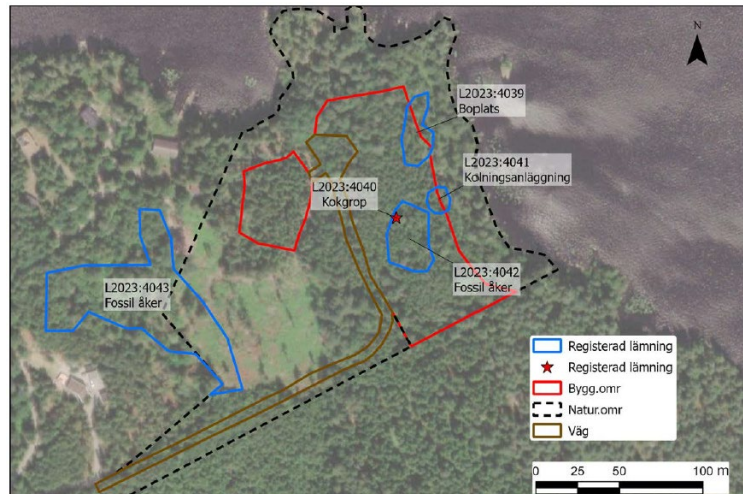 N
L2023:4039
Boplats
L2023:4041
Kolningsanläggning
L2023:4040
Kokgrop
L2023:4042
Fossil åker
L2023:4043
Fossil åker
Registerad lämning
Registerad lämning
Bygg.omr
Natur.omr
Väg
0 25 50 100 m